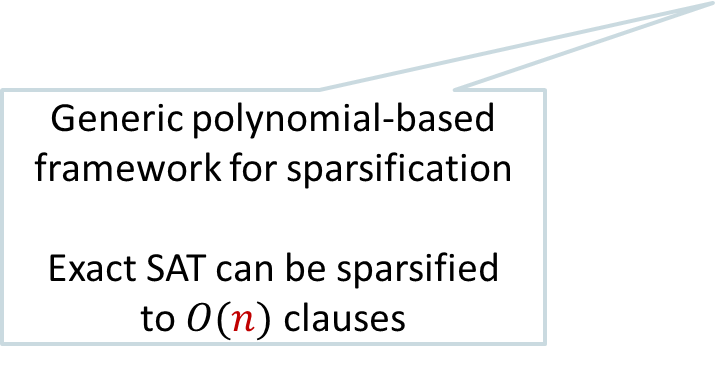 Generic polynomial-based
framework for sparsification
Exact SAT can be sparsified
to O(n) clauses